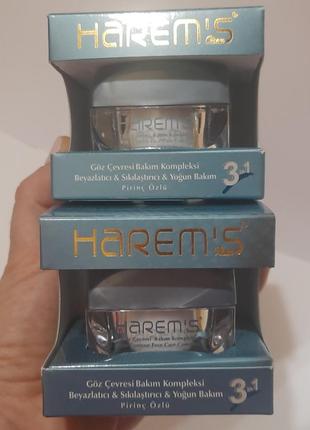 HAREM'S
HAREM'S
Göz Çevresi Bakım Kompleksi
Beyazlatıcı & Sıkılaştırıcı & Yoğun Bakım
Pirinç Özlü
3in1
HAREM'S
HAREM'S
Göz Çevresi Bakım Kompleksi
Beyazlatıcı & Sıkılaştırıcı & Yoğun Bakım
Pirinç Özlü
3in1